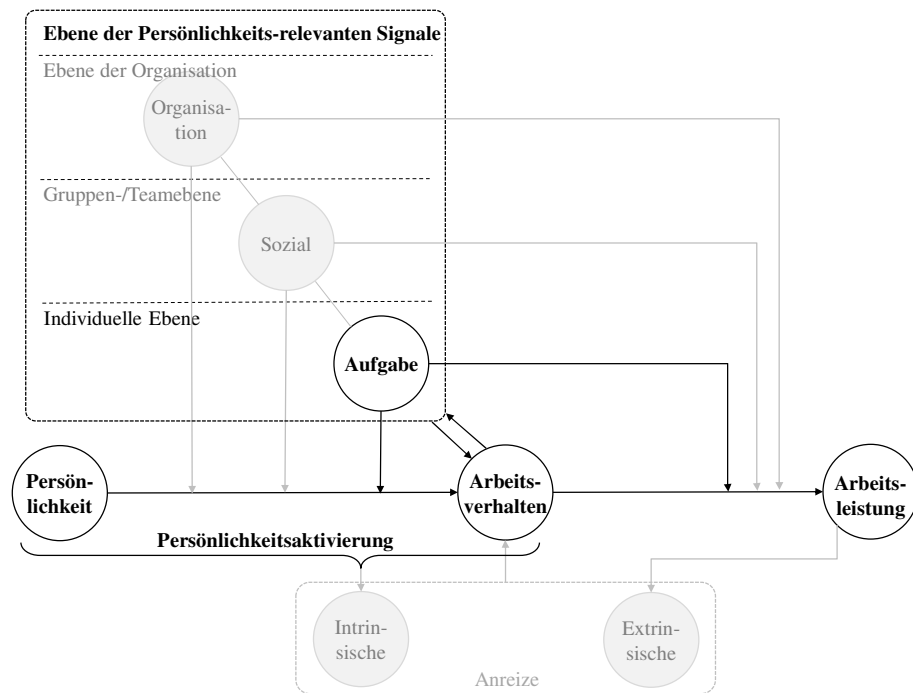 Ebene der Persönlichkeits-relevanten Signale
Ebene der Organisation
Organisa-
tion
Gruppen-/Teamebene
Sozial
Individuelle Ebene
Aufgabe
Persön-
lichkeit
Arbeits-
verhalten
Arbeits-
leistung
Persönlichkeitsaktivierung
Intrin-
sische
Extrin-
sische
Anreize